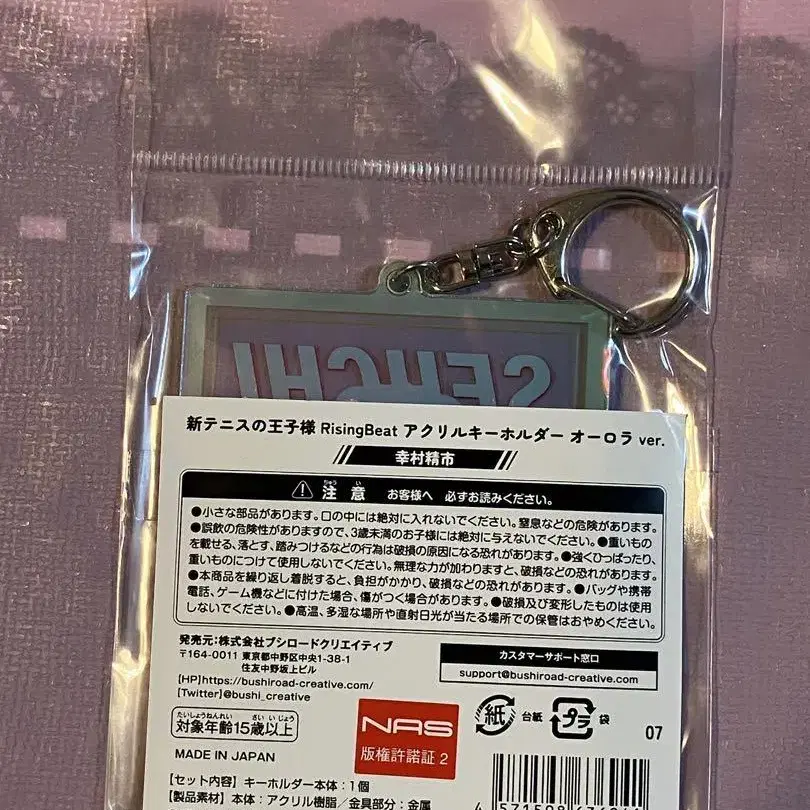 SEIICHI
新テニスの王子様 RisingBeat アクリルキーホルダー オーロラ ver.
幸村精市
注意 お客様へ 必ずお読みください。
●小さな部品があります。口の中には絶対に入れないでください。窒息などの危険があります。
●誤飲の危険性がありますので、3歳未満のお子様には絶対に与えないでください。●重いもの
を載せる、落とす、踏みつけるなどの行為は破損の原因になる恐れがあります。●強くひっぱったり、
重いものにつけて使用しないでください。無理な力が加わりますと、破損などの恐れがあります。
●本商品を繰り返し着脱すると、負担がかかり、破損などの恐れがあります。●バッグや携帯
電話、ゲーム機などに付けた場合、傷がつく場合があります。●破損及び変形したものは使用
しないでください。●高温、多湿な場所や直射日光が当たる場所での保管はおやめください。
発売元:株式会社ブシロードクリエイティブ
〒164-0011 東京都中野区中央1-38-1
住友中野坂上ビル
[HP]https://bushiroad-creative.com/
[Twitter]@bushi_creative
カスタマーサポート窓口
support@bushiroad-creative.com
対象年齢15歳以上
MADE IN JAPAN
NAS
版権許諾証 2
紙 台紙 プラ 袋
07
【セット内容】キーホルダー本体:1個
【製品素材】本体:アクリル樹脂/金具部分:金属